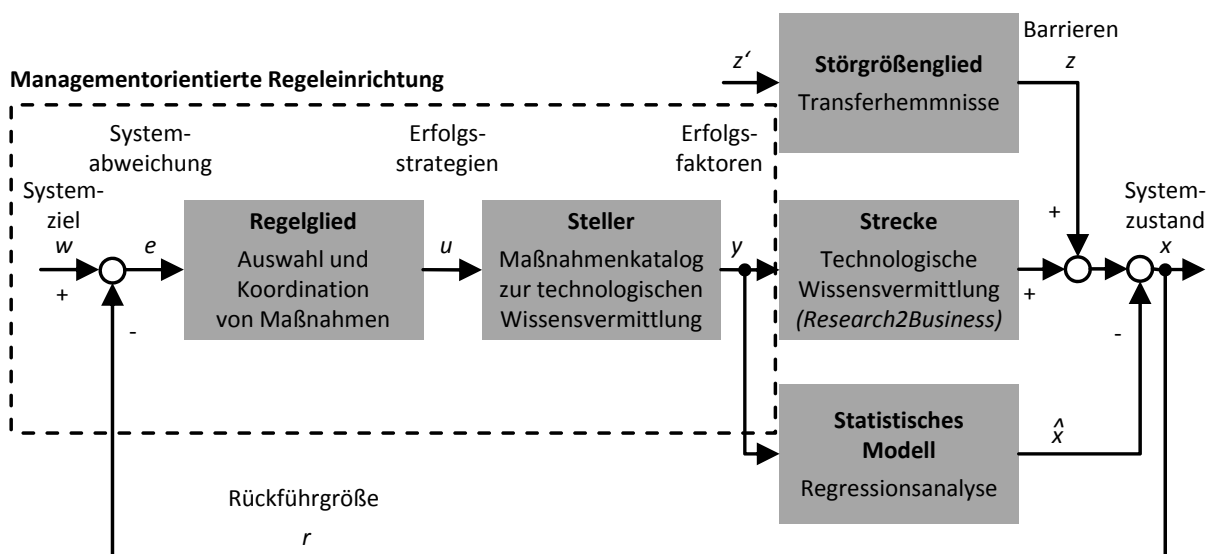 Managementorientierte Regeleinrichtung
System-
abweichung
Erfolgs-
strategien
Erfolgs-
faktoren
System-
ziel
w
+
-
e
Regelglied
Auswahl und
Koordination
von Maßnahmen
u
Steller
Maßnahmenkatalog
zur technologischen
Wissensvermittlung
y
z‘
Störgrößenglied
Transferhemmnisse
Barrieren
z
Strecke
Technologische
Wissensvermittlung
(Research2Business)
+
+
-
System-
zustand
x
Statistisches
Modell
Regressionsanalyse
x̂
Rückführgröße
r